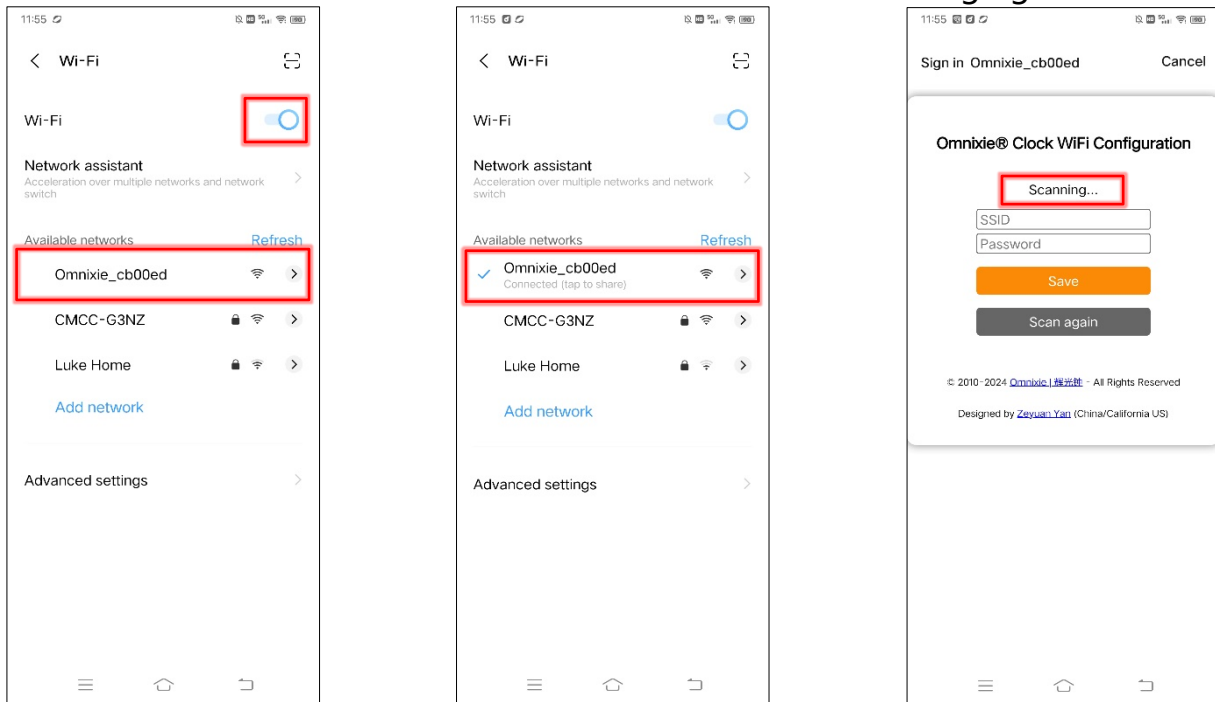 11:55
Wi-Fi
Wi-Fi
Network assistant
Acceleration over multiple networks and network
switch
Available networks Refresh
Omnixie_cb00ed
CMCC-G3NZ
Luke Home
Add network
Advanced settings
11:55
Wi-Fi
Wi-Fi
Network assistant
Acceleration over multiple networks and network
switch
Available networks Refresh
Omnixie_cb00ed
Connected (tap to share)
CMCC-G3NZ
Luke Home
Add network
Advanced settings
11:55
Sign in Omnixie_cb00ed Cancel
Omnixie® Clock WiFi Configuration
Scanning...
SSID
Password
Save
Scan again
© 2010-2024 Omnixie | 辉光钟 - All Rights Reserved
Designed by Zeyuan Yan (China/California US)